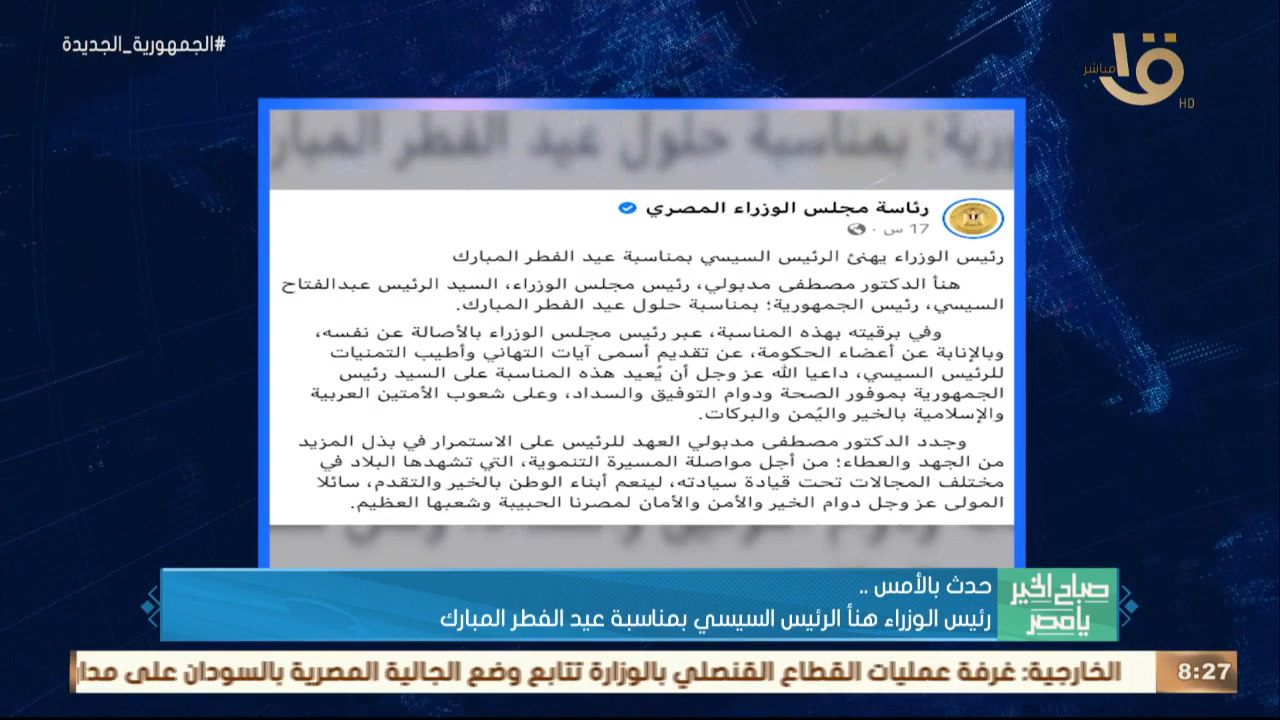 #الجمهورية_الجديدة
مباشر
HD
ورية؛ بمناسبة حلول عيد الفطر المبار
رئاسة مجلس الوزراء المصري
17 س ·
رئيس الوزراء يهنئ الرئيس السيسي بمناسبة عيد الفطر المبارك
هنأ الدكتور مصطفى مدبولي، رئيس مجلس الوزراء، السيد الرئيس عبدالفتاح
السيسي، رئيس الجمهورية؛ بمناسبة حلول عيد الفطر المبارك.
وفي برقيته بهذه المناسبة، عبر رئيس مجلس الوزراء بالأصالة عن نفسه،
وبالإنابة عن أعضاء الحكومة، عن تقديم أسمى آيات التهاني وأطيب التمنيات
للرئيس السيسي، داعيا الله عز وجل أن يُعيد هذه المناسبة على السيد رئيس
الجمهورية بموفور الصحة ودوام التوفيق والسداد، وعلى شعوب الأمتين العربية
والإسلامية بالخير واليُمن والبركات.
وجدد الدكتور مصطفى مدبولي العهد للرئيس على الاستمرار في بذل المزيد
من الجهد والعطاء؛ من أجل مواصلة المسيرة التنموية، التي تشهدها البلاد في
مختلف المجالات تحت قيادة سيادته، لينعم أبناء الوطن بالخير والتقدم، سائلا
المولى عز وجل دوام الخير والأمن والأمان لمصرنا الحبيبة وشعبها العظيم.
صباح الخير
يا مصر
حدث بالأمس ..
رئيس الوزراء هنأ الرئيس السيسي بمناسبة عيد الفطر المبارك
8:27
الخارجية: غرفة عمليات القطاع القنصلي بالوزارة تتابع وضع الجالية المصرية بالسودان على مدار